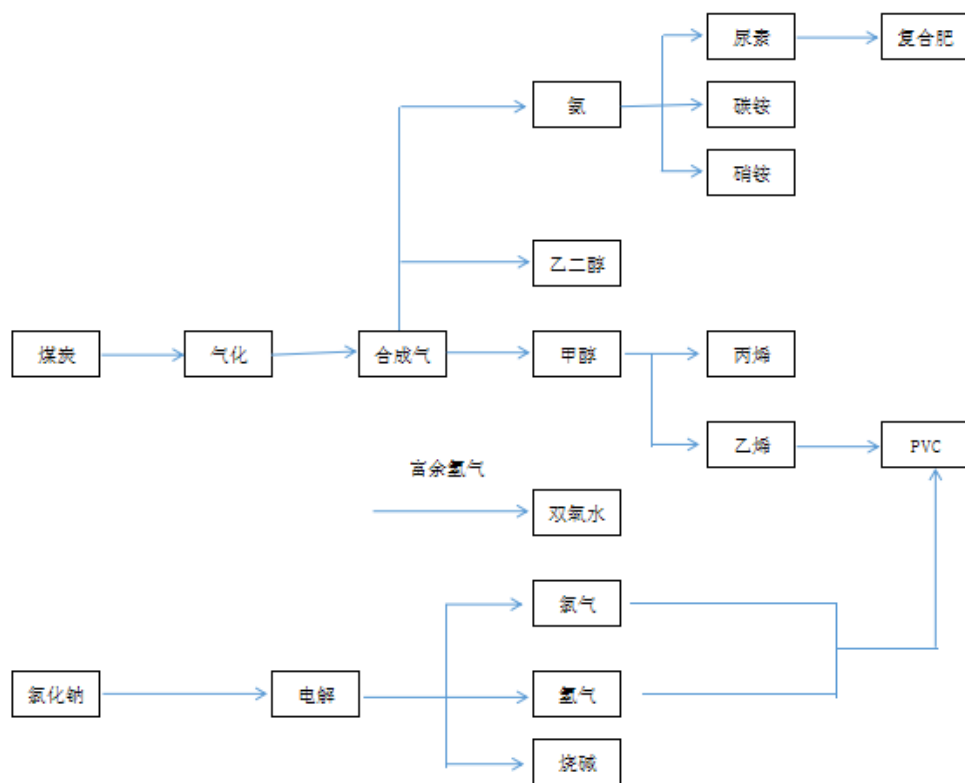 尿素
复合肥
氨
碳铵
硝铵
乙二醇
煤炭
气化
合成气
甲醇
丙烯
乙烯
PVC
富余氢气
双氧水
氯气
氯化钠
电解
氢气
烧碱